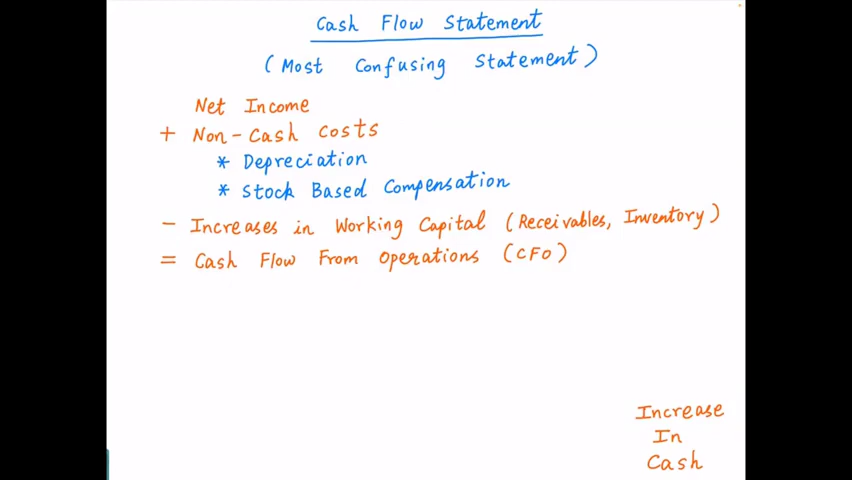 Cash Flow Statement
(Most Confusing Statement)
Net Income
+ Non-Cash Costs
* Depreciation
* Stock Based Compensation
- Increases in Working Capital (Receivables, Inventory)
= Cash Flow From Operations (CFO)
Increase
In
Cash